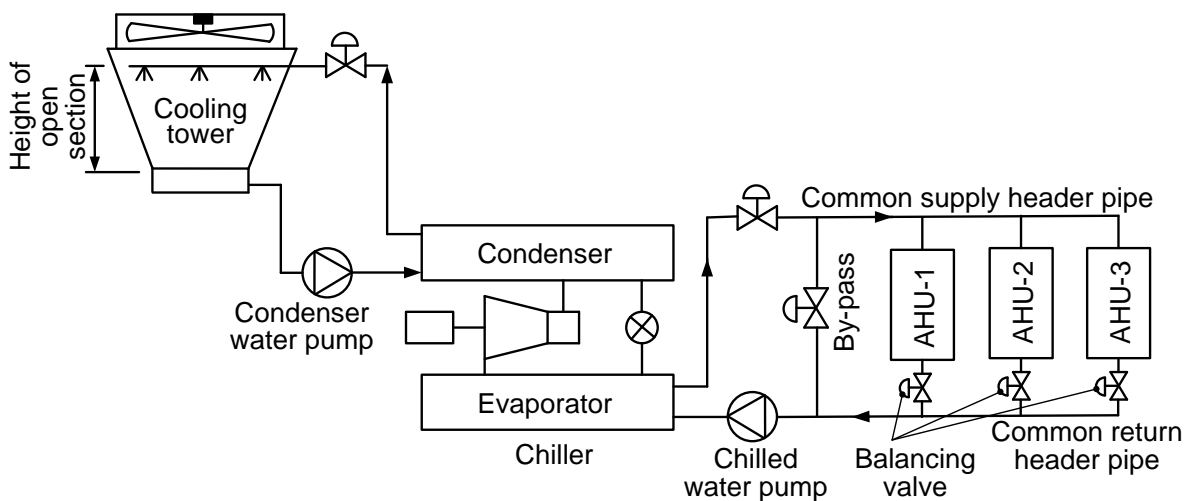 Height of
open
section
Cooling
tower
Condenser
water pump
Condenser
Evaporator
Chiller
Common supply header pipe
By-pass
AHU-1
AHU-2
AHU-3
Chilled
water pump
Balancing
valve
Common return
header pipe